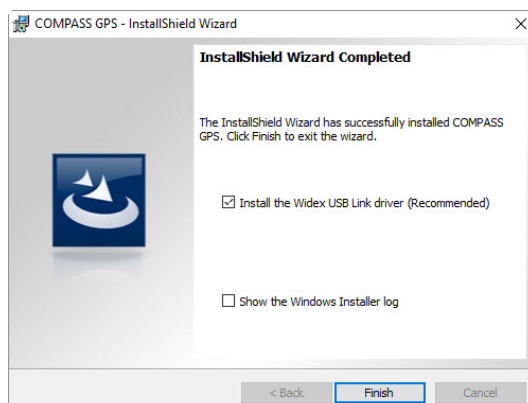 COMPASS GPS - InstallShield Wizard
InstallShield Wizard Completed
The InstallShield Wizard has successfully installed COMPASS
GPS. Click Finish to exit the wizard.
Install the Widex USB Link driver (Recommended)
Show the Windows Installer log
< Back Finish Cancel